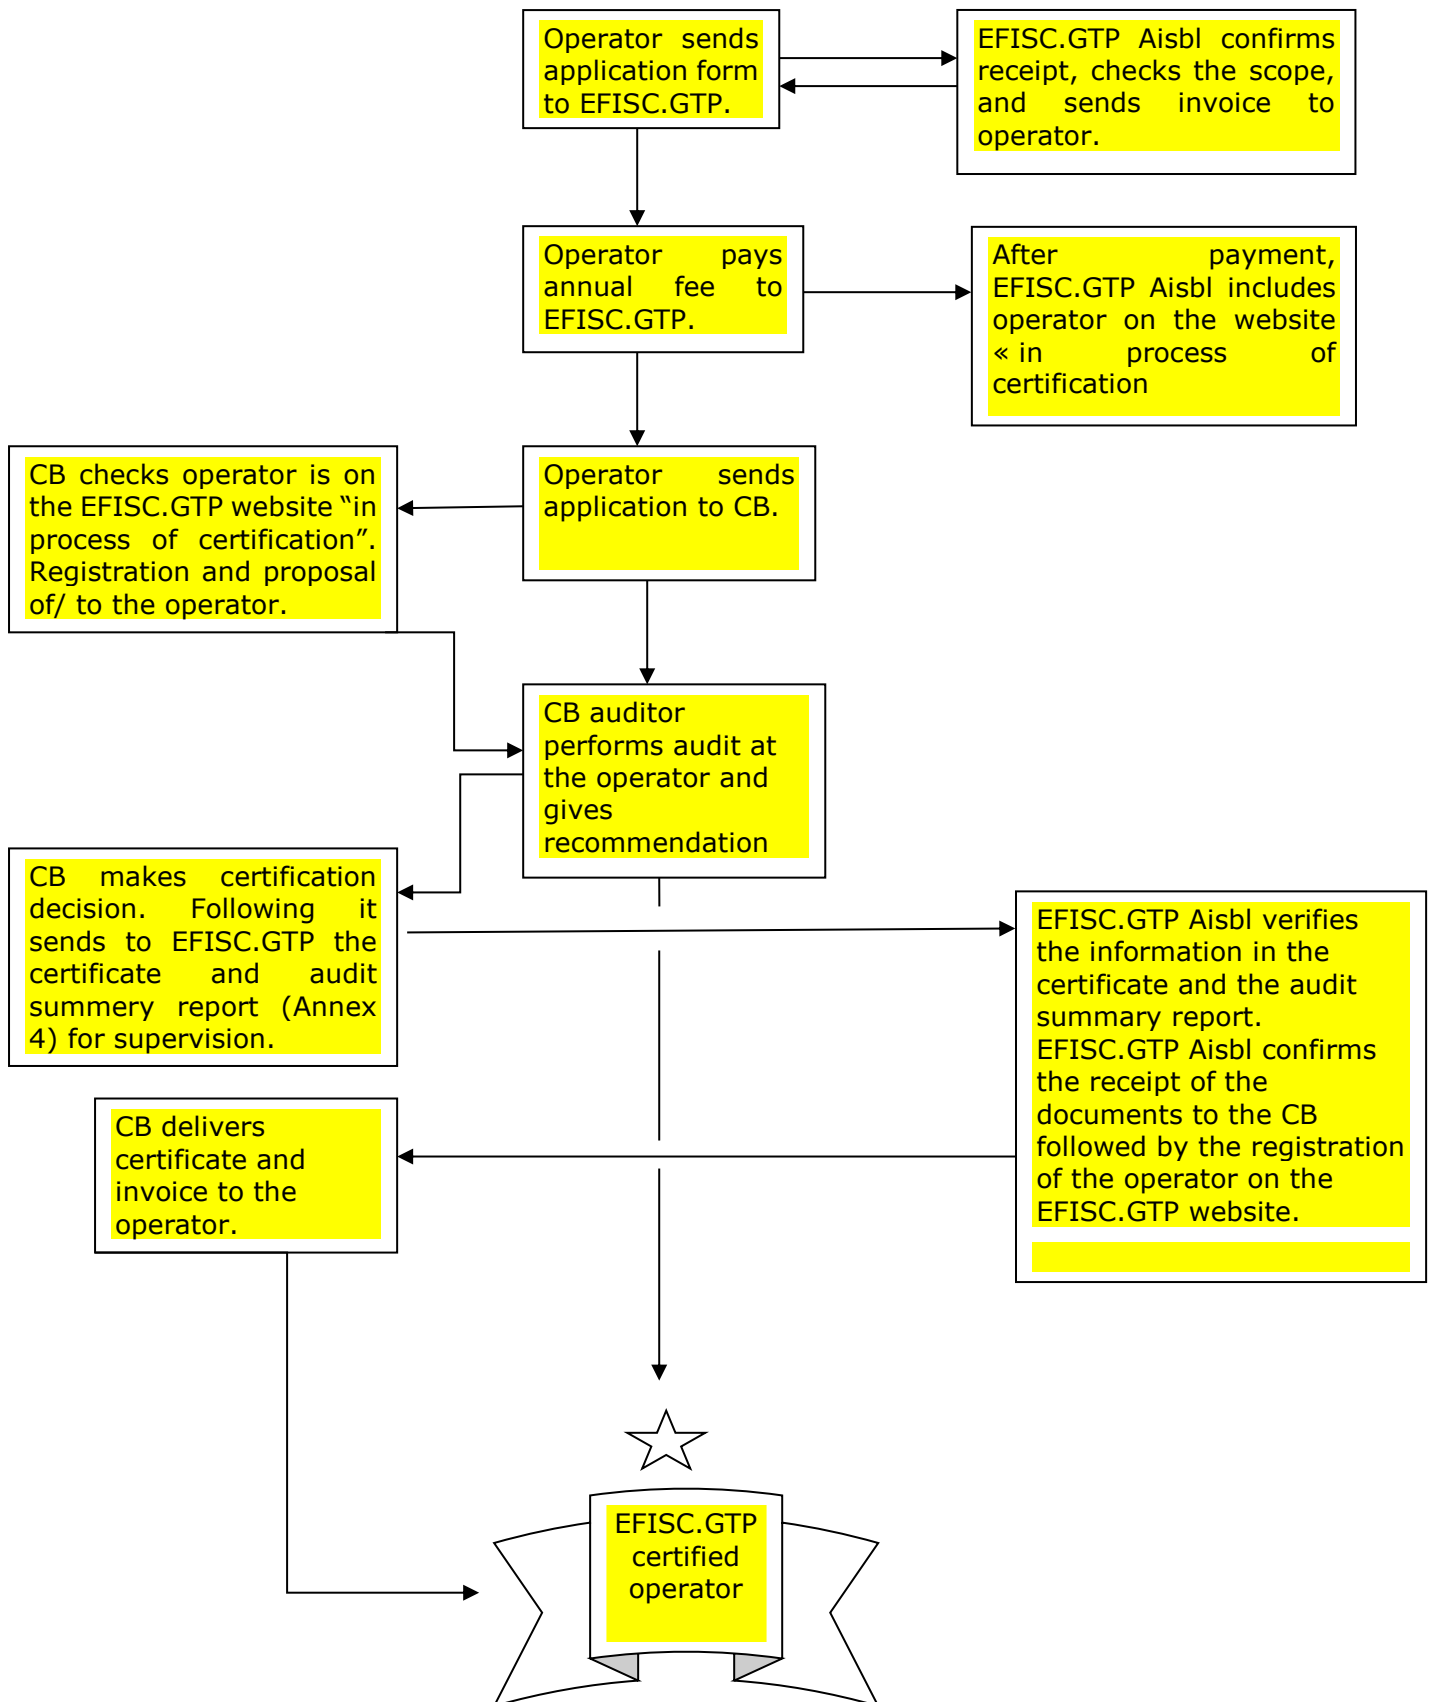 Operator sends
application form
to EFISC.GTP.
EFISC.GTP Aisbl confirms
receipt, checks the scope,
and sends invoice to
operator.
Operator pays
annual fee to
EFISC.GTP.
After payment,
EFISC.GTP Aisbl includes
operator on the website
« in process of
certification
CB checks operator is on
the EFISC.GTP website “in
process of certification”.
Registration and proposal
of/ to the operator.
Operator sends
application to CB.
CB auditor
performs audit at
the operator and
gives
recommendation
CB makes certification
decision. Following it
sends to EFISC.GTP the
certificate and audit
summery report (Annex
4) for supervision.
EFISC.GTP Aisbl verifies
the information in the
certificate and the audit
summary report.
EFISC.GTP Aisbl confirms
the receipt of the
documents to the CB
followed by the registration
of the operator on the
EFISC.GTP website.
CB delivers
certificate and
invoice to the
operator.
EFISC.GTP
certified
operator